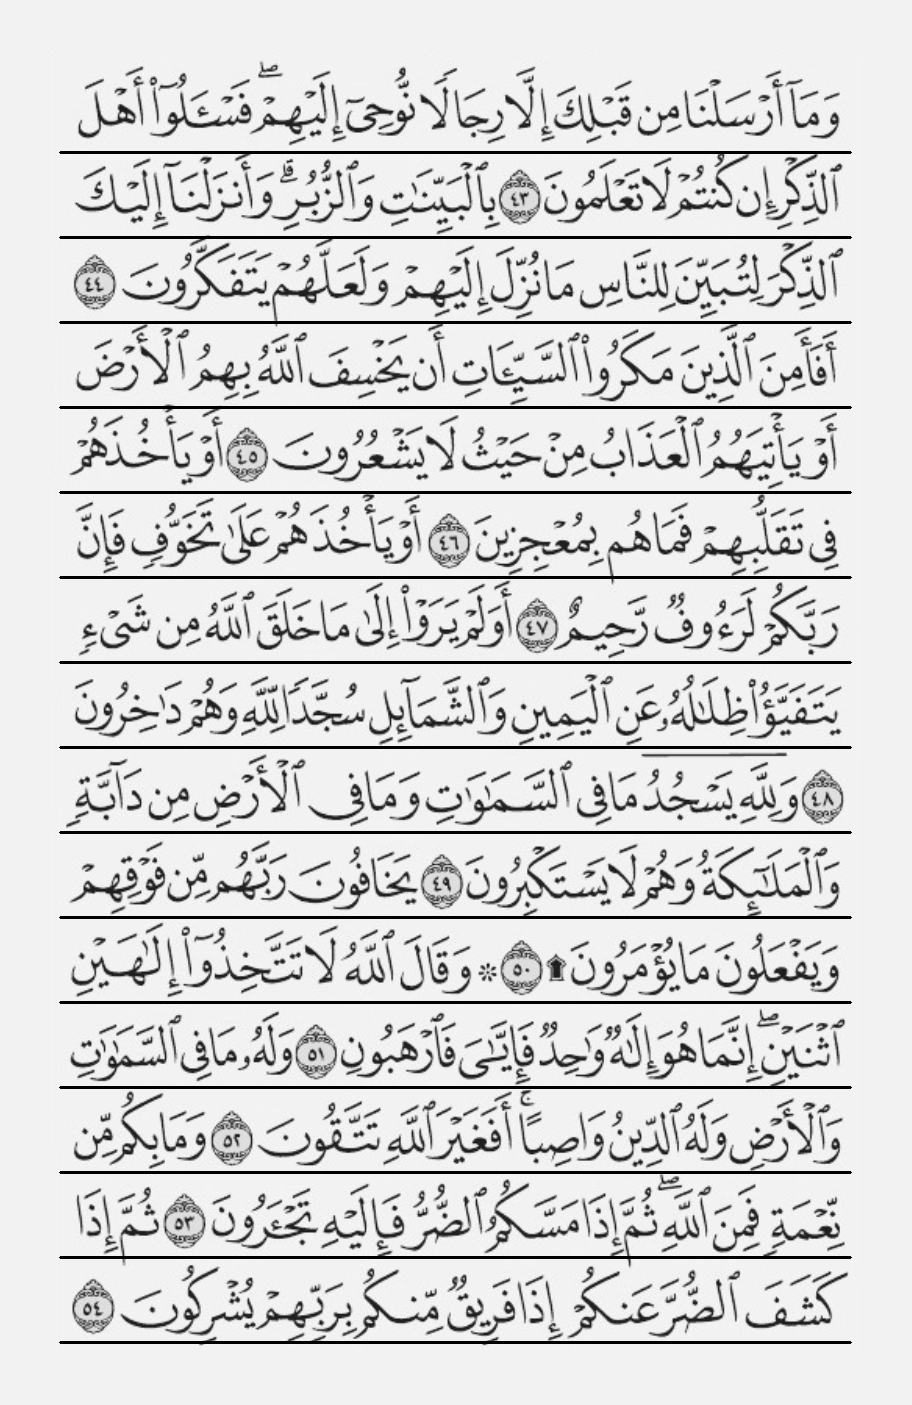 وَمَآ أَرۡسَلۡنَا مِن قَبۡلِكَ إِلَّا رِجَالٗا نُّوحِيٓ إِلَيۡهِمۡۖ فَسۡـَٔلُوٓاْ أَهۡلَ
ٱلذِّكۡرِ إِن كُنتُمۡ لَا تَعۡلَمُونَ ٤٣ بِٱلۡبَيِّنَٰتِ وَٱلزُّبُرِۗ وَأَنزَلۡنَآ إِلَيۡكَ
ٱلذِّكۡرَ لِتُبَيِّنَ لِلنَّاسِ مَا نُزِّلَ إِلَيۡهِمۡ وَلَعَلَّهُمۡ يَتَفَكَّرُونَ ٤٤
أَفَأَمِنَ ٱلَّذِينَ مَكَرُواْ ٱلسَّيِّـَٔاتِ أَن يَخۡسِفَ ٱللَّهُ بِهِمُ ٱلۡأَرۡضَ
أَوۡ يَأۡتِيَهُمُ ٱلۡعَذَابُ مِنۡ حَيۡثُ لَا يَشۡعُرُونَ ٤٥ أَوۡ يَأۡخُذَهُمۡ
فِي تَقَلُّبِهِمۡ فَمَا هُم بِمُعۡجِزِينَ ٤٦ أَوۡ يَأۡخُذَهُمۡ عَلَىٰ تَخَوُّفٖ فَإِنَّ
رَبَّكُمۡ لَرَءُوفٞ رَّحِيمٌ ٤٧ أَوَلَمۡ يَرَوۡاْ إِلَىٰ مَا خَلَقَ ٱللَّهُ مِن شَيۡءٖ
يَتَفَيَّؤُاْ ظِلَٰلُهُۥ عَنِ ٱلۡيَمِينِ وَٱلشَّمَآئِلِ سُجَّدٗا لِّلَّهِ وَهُمۡ دَٰخِرُونَ
٤٨ وَلِلَّهِۤ يَسۡجُدُۤ مَا فِي ٱلسَّمَٰوَٰتِ وَمَا فِي ٱلۡأَرۡضِ مِن دَآبَّةٖ
وَٱلۡمَلَٰٓئِكَةُ وَهُمۡ لَا يَسۡتَكۡبِرُونَ ٤٩ يَخَافُونَ رَبَّهُم مِّن فَوۡقِهِمۡ
وَيَفۡعَلُونَ مَا يُؤۡمَرُونَ۩ ٥٠ ۞ وَقَالَ ٱللَّهُ لَا تَتَّخِذُوٓاْ إِلَٰهَيۡنِ
ٱثۡنَيۡنِۖ إِنَّمَا هُوَ إِلَٰهٞ وَٰحِدٞ فَإِيَّٰيَ فَٱرۡهَبُونِ ٥١ وَلَهُۥ مَا فِي ٱلسَّمَٰوَٰتِ
وَٱلۡأَرۡضِ وَلَهُ ٱلدِّينُ وَاصِبًاۚ أَفَغَيۡرَ ٱللَّهِ تَتَّقُونَ ٥٢ وَمَا بِكُم مِّن
نِّعۡمَةٖ فَمِنَ ٱللَّهِۖ ثُمَّ إِذَا مَسَّكُمُ ٱلضُّرُّ فَإِلَيۡهِ تَجۡـَٔرُونَ ٥٣ ثُمَّ إِذَا
كَشَفَ ٱلضُّرَّ عَنكُمۡ إِذَا فَرِيقٞ مِّنكُم بِرَبِّهِمۡ يُشۡرِكُونَ ٥٤